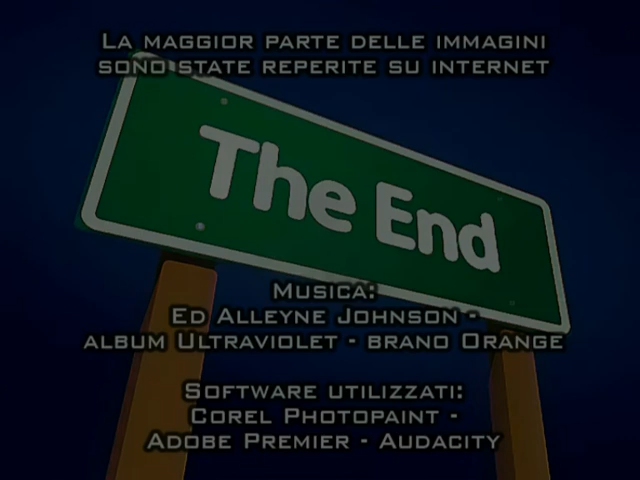 La maggior parte delle immagini
sono state reperite su internet
The End
Musica:
Ed Alleyne Johnson -
album Ultraviolet - brano Orange
Software utilizzati:
Corel Photopaint -
Adobe Premier - Audacity